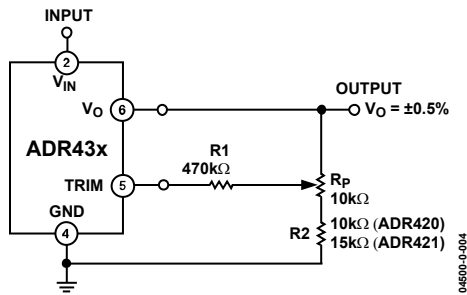 INPUT
2
VIN
VO
6
OUTPUT
VO = ±0.5%
ADR43x
R1
470kΩ
TRIM
5
RP
10kΩ
GND
4
R2
10kΩ (ADR420)
15kΩ (ADR421)
04500-0-004